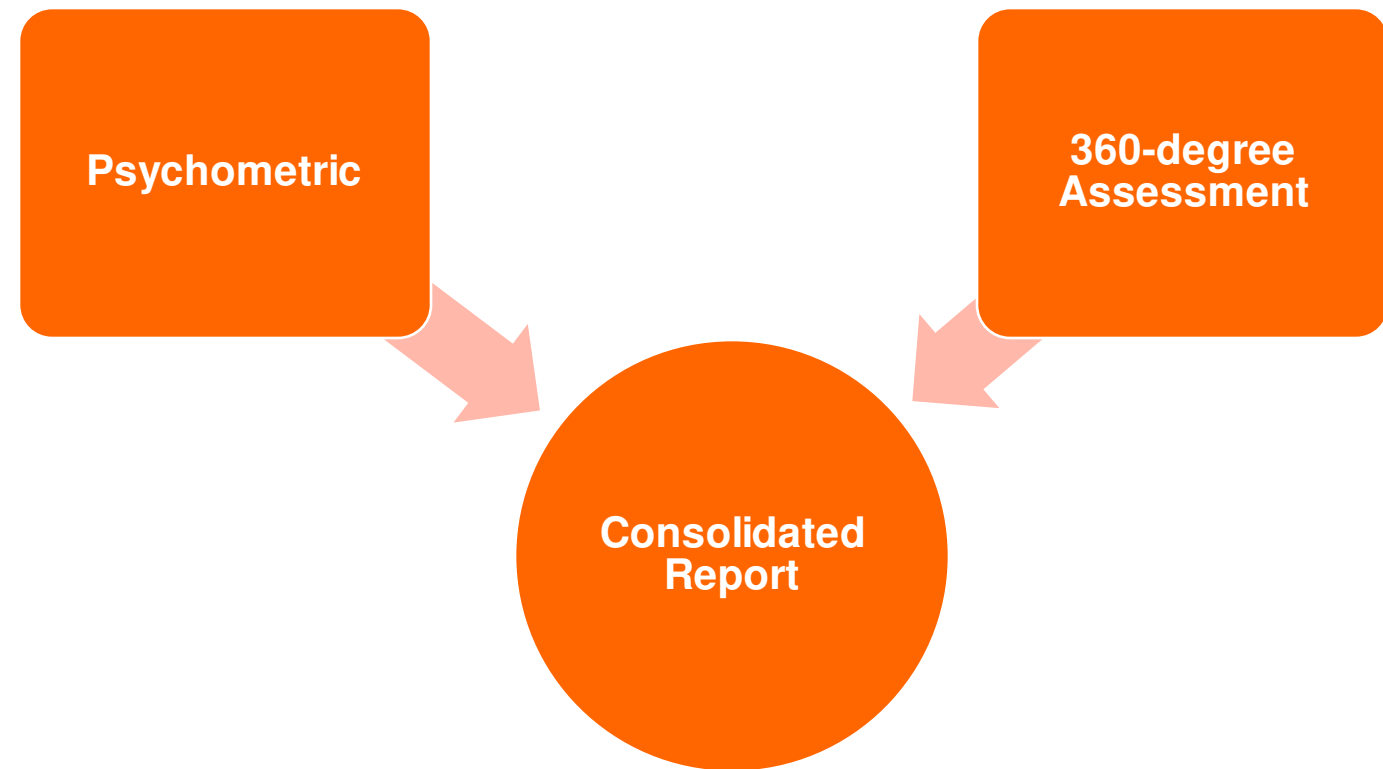 Psychometric
360-degree
Assessment
Consolidated
Report